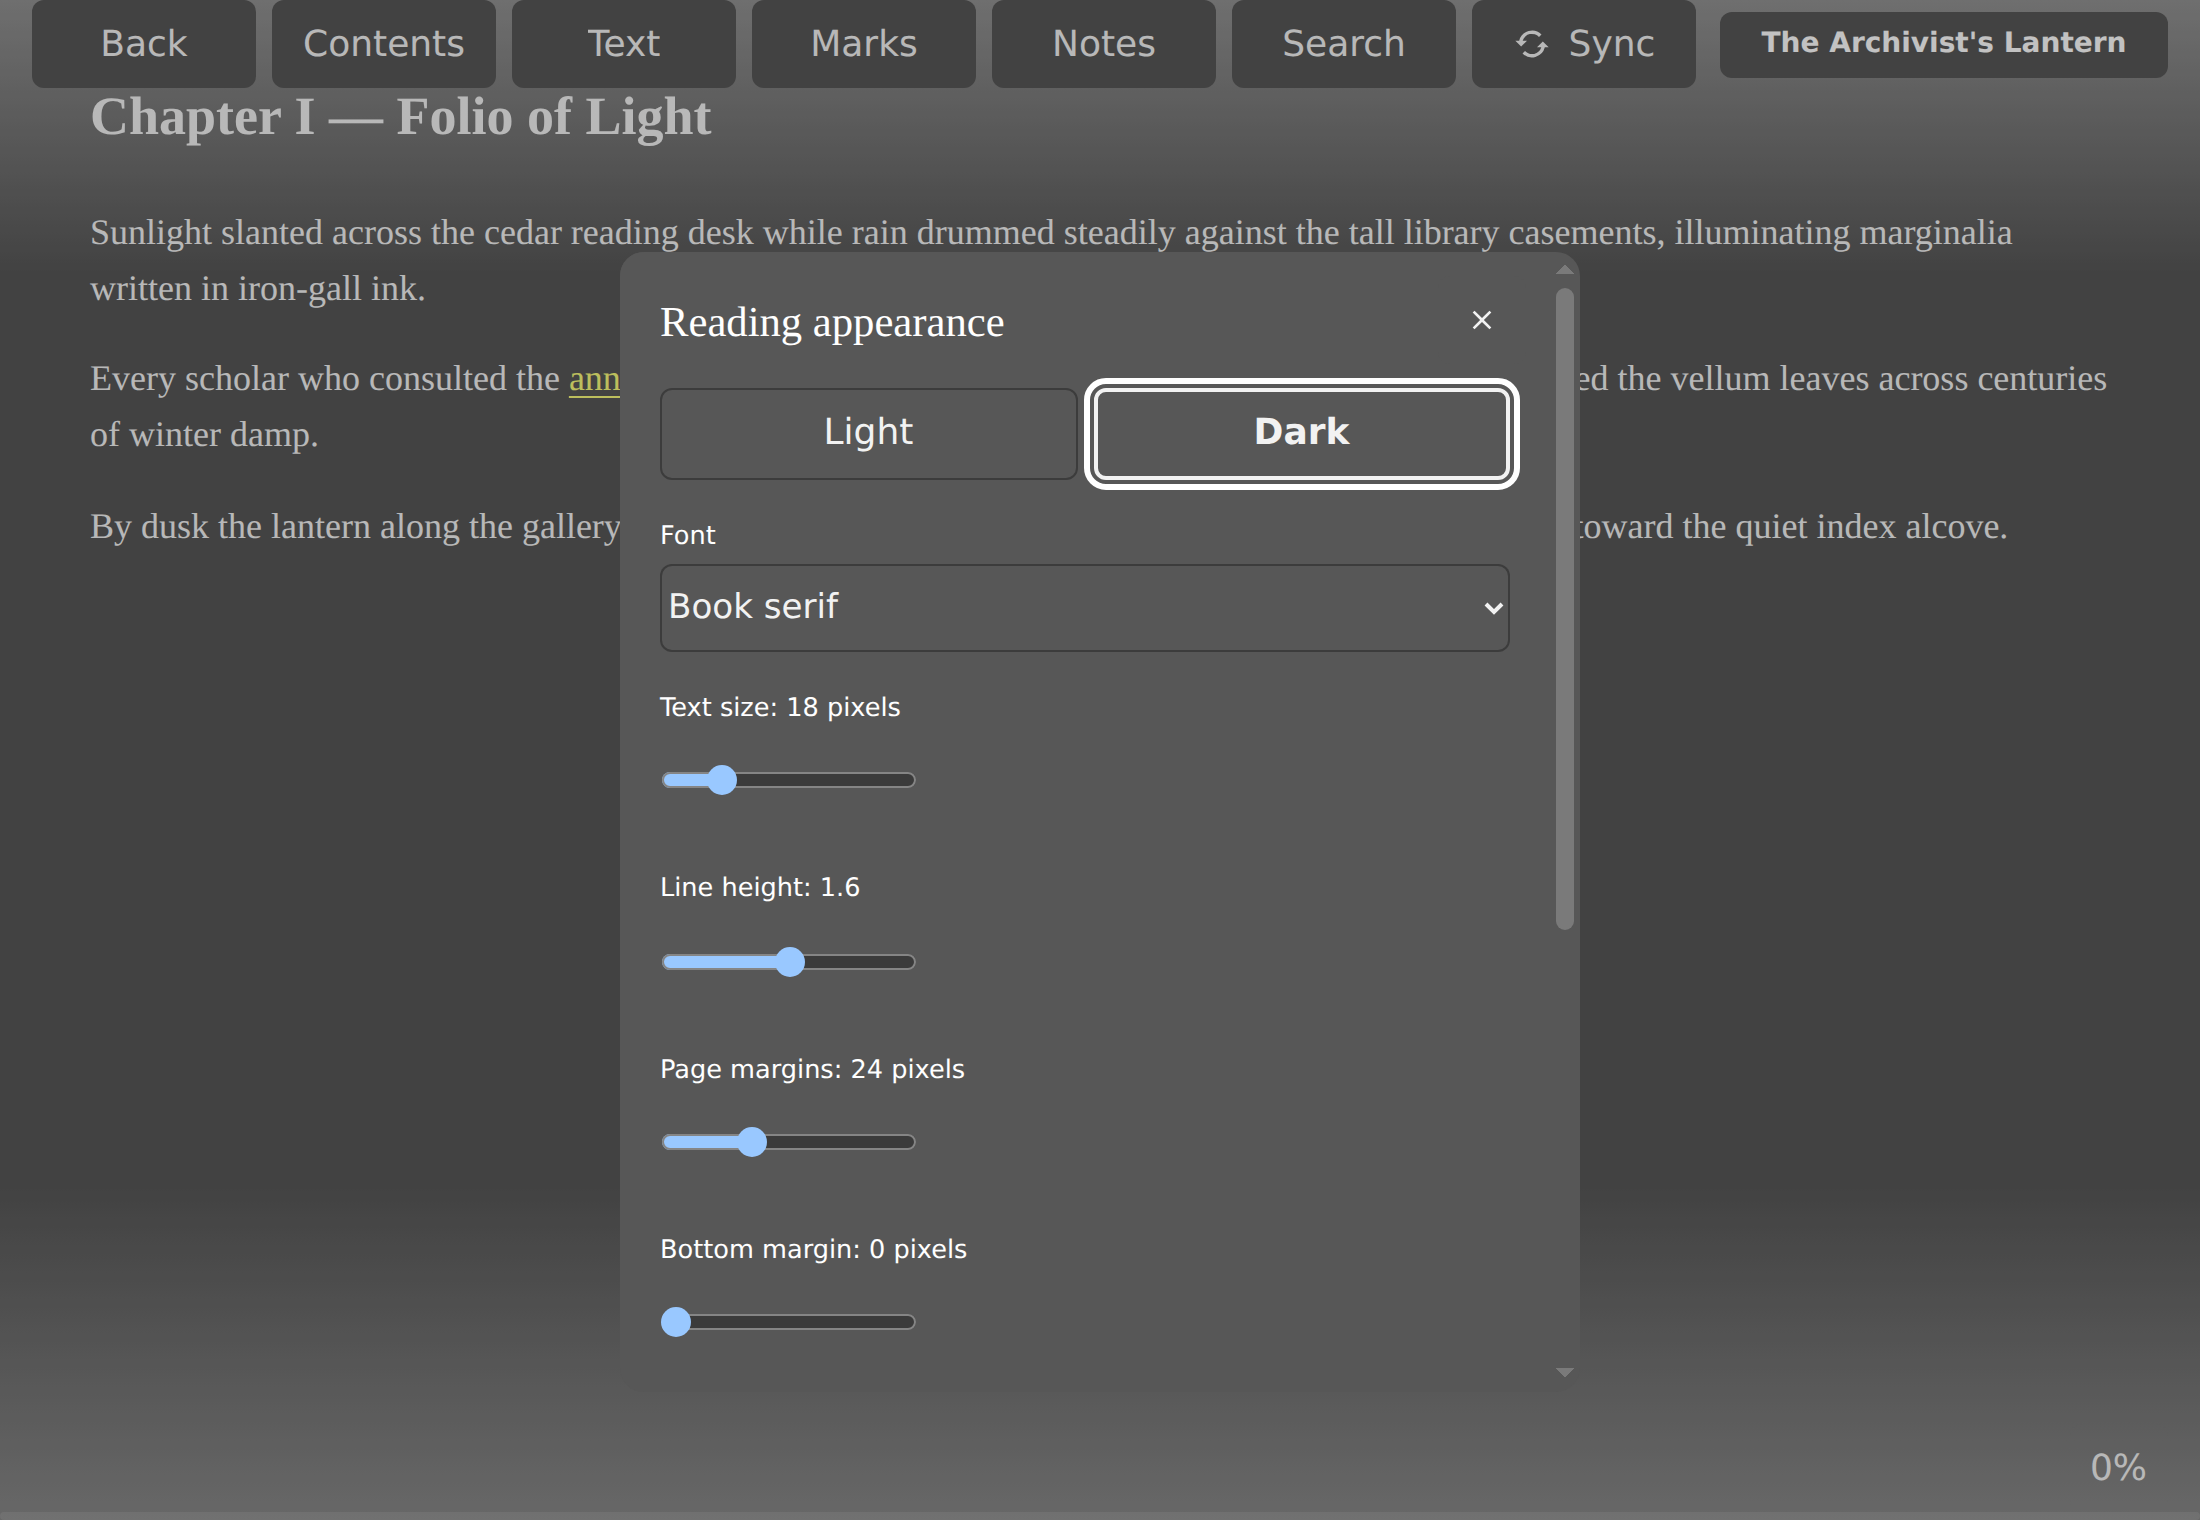 Back Contents Text Marks Notes Search Sync The Archivist's Lantern
Chapter I — Folio of Light
Sunlight slanted across the cedar reading desk while rain drummed steadily against the tall library casements, illuminating marginalia
written in iron-gall ink.
Every scholar who consulted the ann
ed the vellum leaves across centuries
of winter damp.
By dusk the lantern along the gallery
toward the quiet index alcove.
Reading appearance
Light Dark
Font
Book serif
Text size: 18 pixels
Line height: 1.6
Page margins: 24 pixels
Bottom margin: 0 pixels
0%